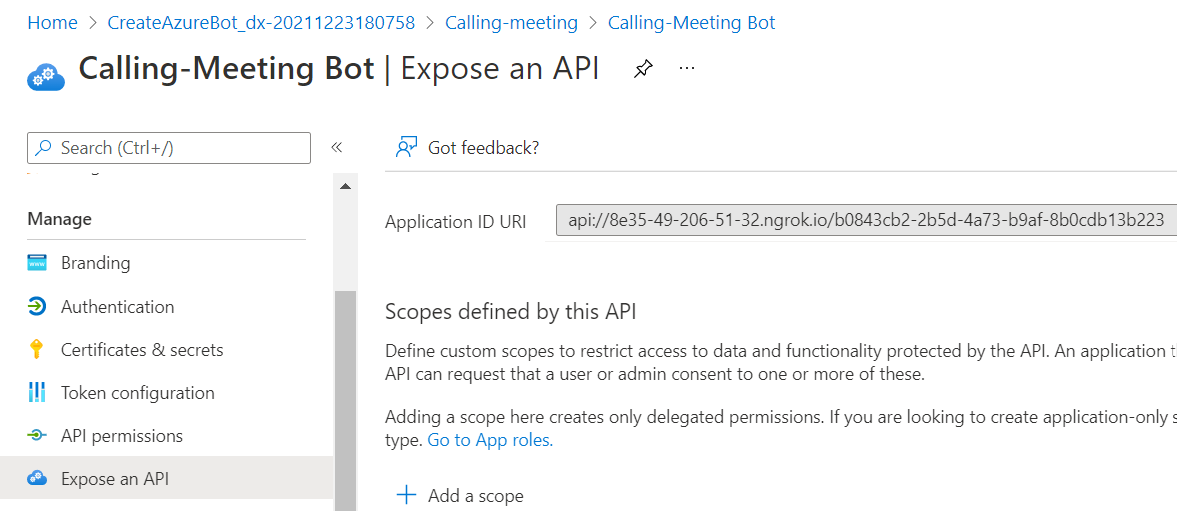 Home > CreateAzureBot_dx-20211223180758 > Calling-meeting > Calling-Meeting Bot
Calling-Meeting Bot | Expose an API
Search (Ctrl+/)
«
Got feedback?
Manage
Application ID URI
api://8e35-49-206-51-32.ngrok.io/b0843cb2-2b5d-4a73-b9af-8b0cdb13b223
Branding
Authentication
Certificates & secrets
Token configuration
API permissions
Expose an API
Scopes defined by this API
Define custom scopes to restrict access to data and functionality protected by the API. An application
API can request that a user or admin consent to one or more of these.
Adding a scope here creates only delegated permissions. If you are looking to create application-only
type. Go to App roles.
Add a scope